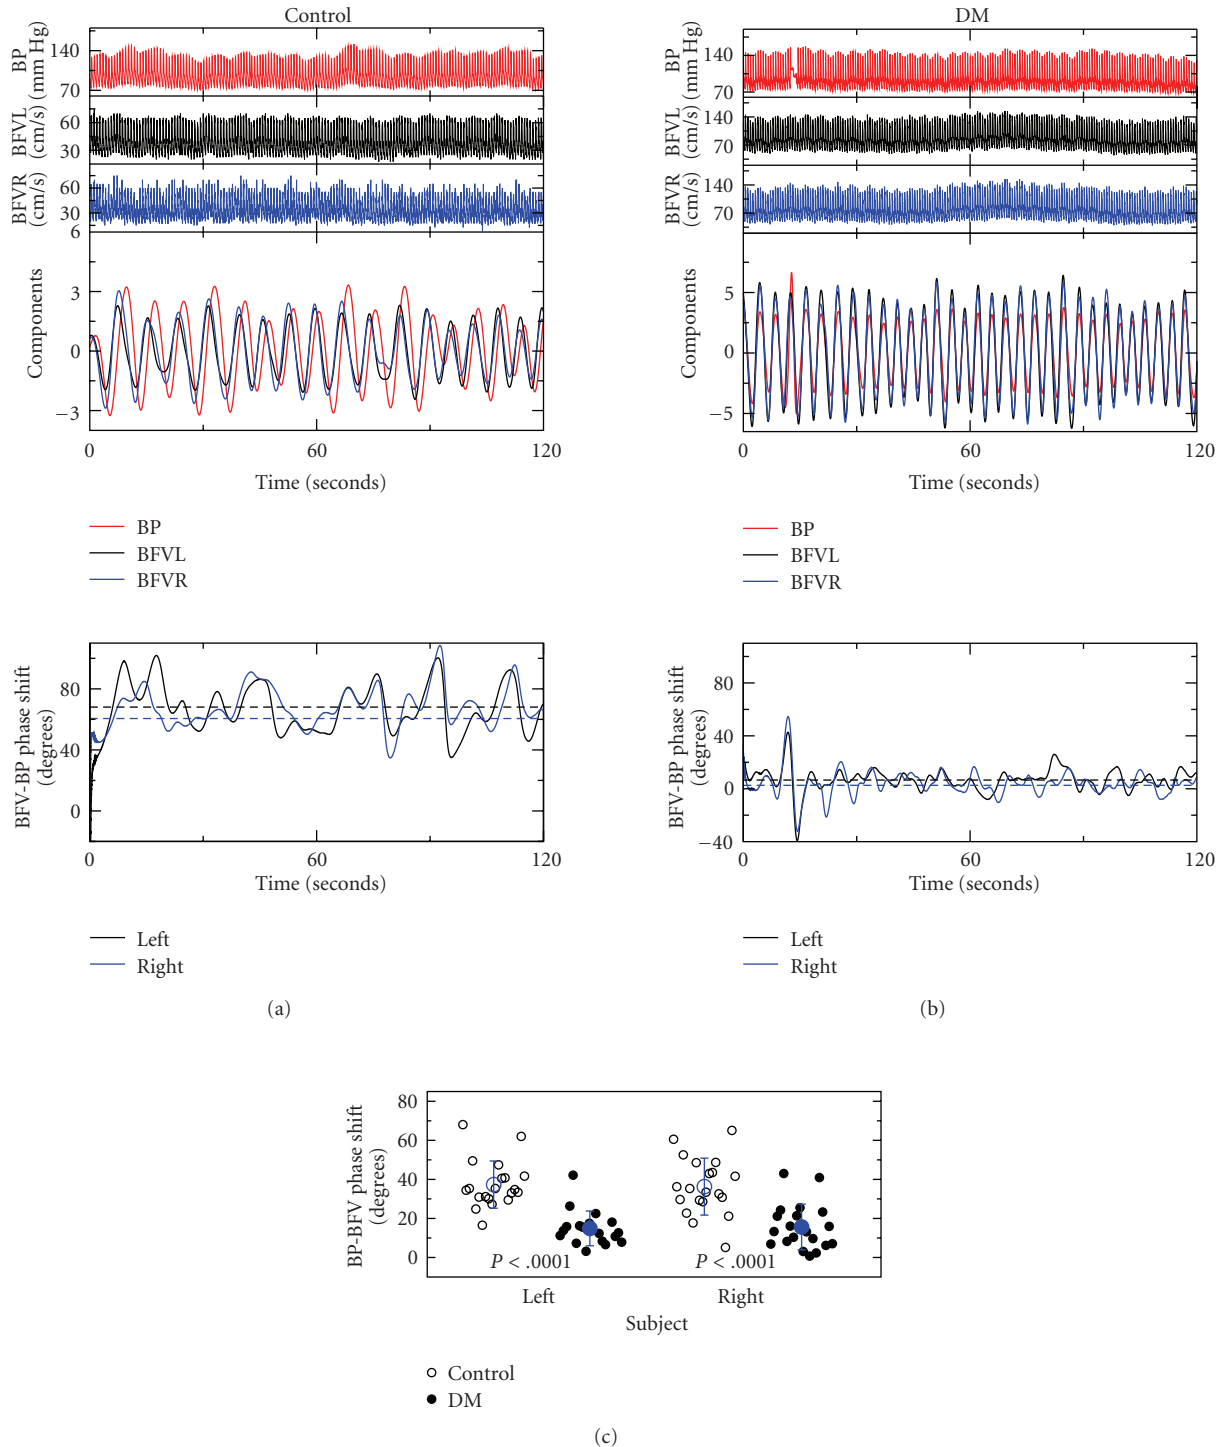 Control
BP
(mm Hg)
140
70
BFVL
(cm/s)
60
30
BFVR
(cm/s)
60
30
Components
6
3
0
−3
0
60
120
Time (seconds)
BP
BFVL
BFVR
BFV-BP phase shift
(degrees)
80
40
0
0
60
120
Time (seconds)
Left
Right
(a)
DM
BP
(mm Hg)
140
70
BFVL
(cm/s)
140
70
BFVR
(cm/s)
140
70
Components
5
0
−5
0
60
120
Time (seconds)
BP
BFVL
BFVR
BFV-BP phase shift
(degrees)
80
40
0
−40
0
60
120
Time (seconds)
Left
Right
(b)
BP-BFV phase shift
(degrees)
80
60
40
20
0
P < .0001
P < .0001
Left
Right
Subject
Control
DM
(c)